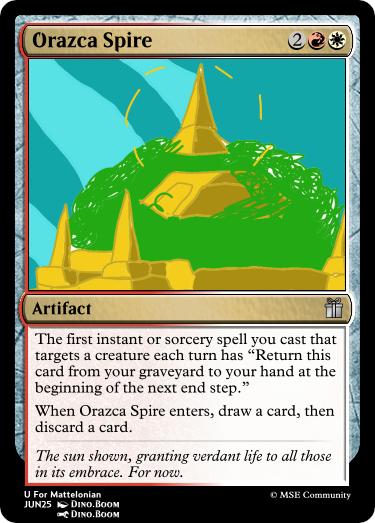 Orazca Spire 2
Artifact
The first instant or sorcery spell you cast that
targets a creature each turn has “Return this
card from your graveyard to your hand at the
beginning of the next end step.”
When Orazca Spire enters, draw a card, then
discard a card.
The sun shown, granting verdant life to all those
in its embrace. For now.
U For Mattelonian
JUN25 Dino.Boom © MSE Community
Dino.Boom